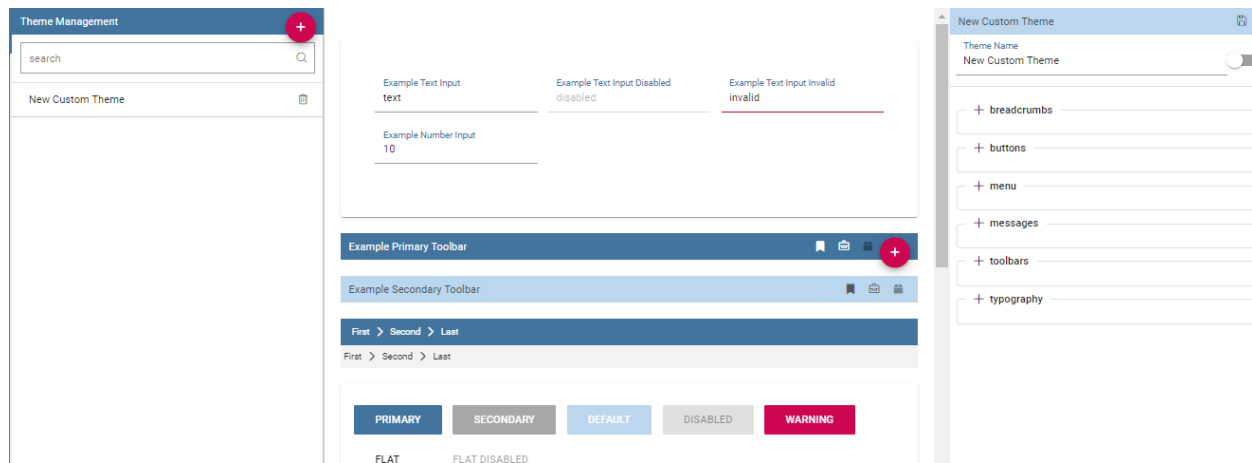 Theme Management
search
New Custom Theme
Example Text Input
text
Example Text Input Disabled
disabled
Example Text Input Invalid
invalid
Example Number Input
10
Example Primary Toolbar
Example Secondary Toolbar
First Second Last
First Second Last
PRIMARY SECONDARY DEFAULT DISABLED WARNING
FLAT FLAT DISABLED
New Custom Theme
Theme Name
New Custom Theme
breadcrumbs
buttons
menu
messages
toolbars
typography